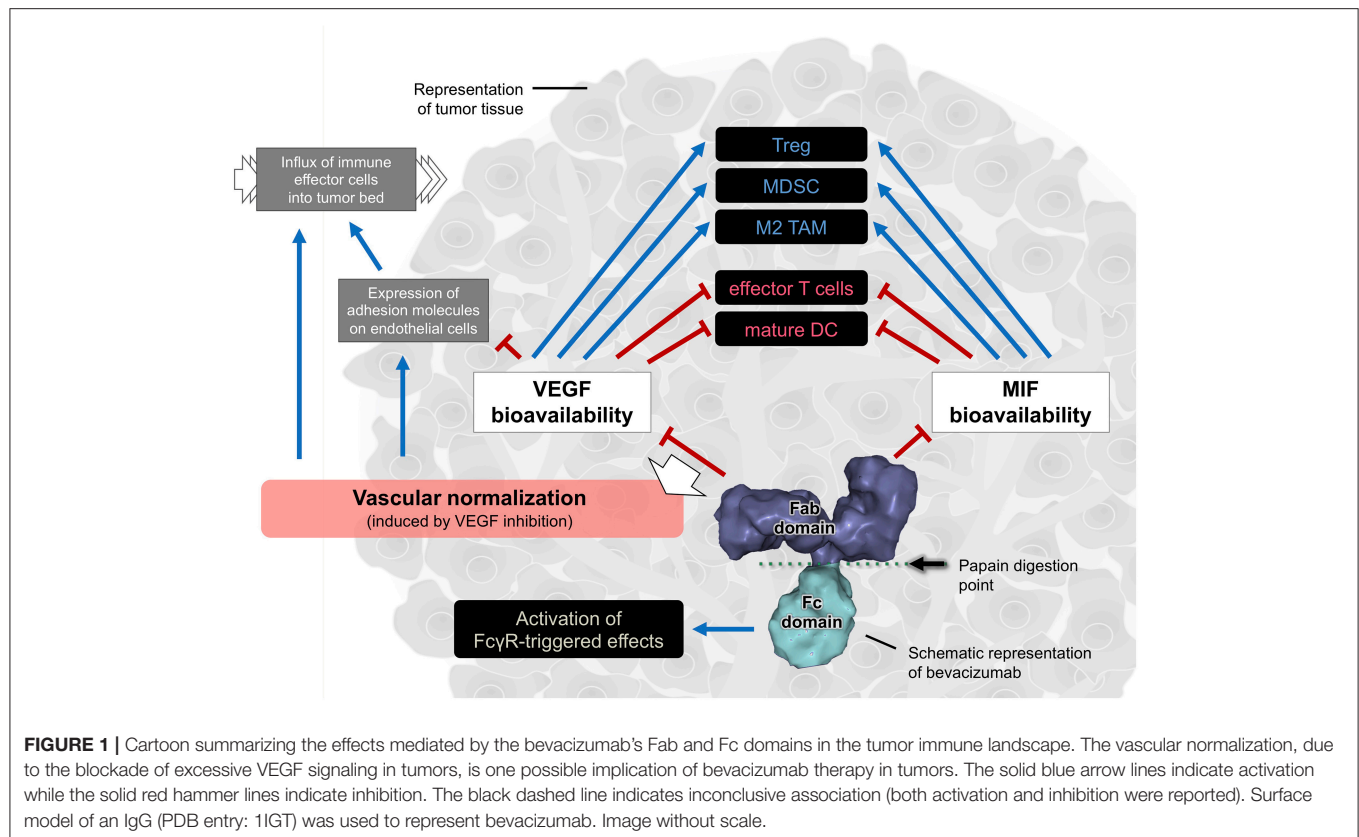 Representation
of tumor tissue
Influx of immune
effector cells
into tumor bed
Treg
MDSC
M2 TAM
effector T cells
mature DC
Expression of
adhesion molecules
on endothelial cells
VEGF
bioavailability
MIF
bioavailability
Vascular normalization
(induced by VEGF inhibition)
Fab
domain
Papain digestion
point
Fc
domain
Activation of
FcγR-triggered effects
Schematic representation
of bevacizumab
FIGURE 1 | Cartoon summarizing the effects mediated by the bevacizumab's Fab and Fc domains in the tumor immune landscape. The vascular normalization, due
to the blockade of excessive VEGF signaling in tumors, is one possible implication of bevacizumab therapy in tumors. The solid blue arrow lines indicate activation
while the solid red hammer lines indicate inhibition. The black dashed line indicates inconclusive association (both activation and inhibition were reported). Surface
model of an IgG (PDB entry: 1IGT) was used to represent bevacizumab. Image without scale.